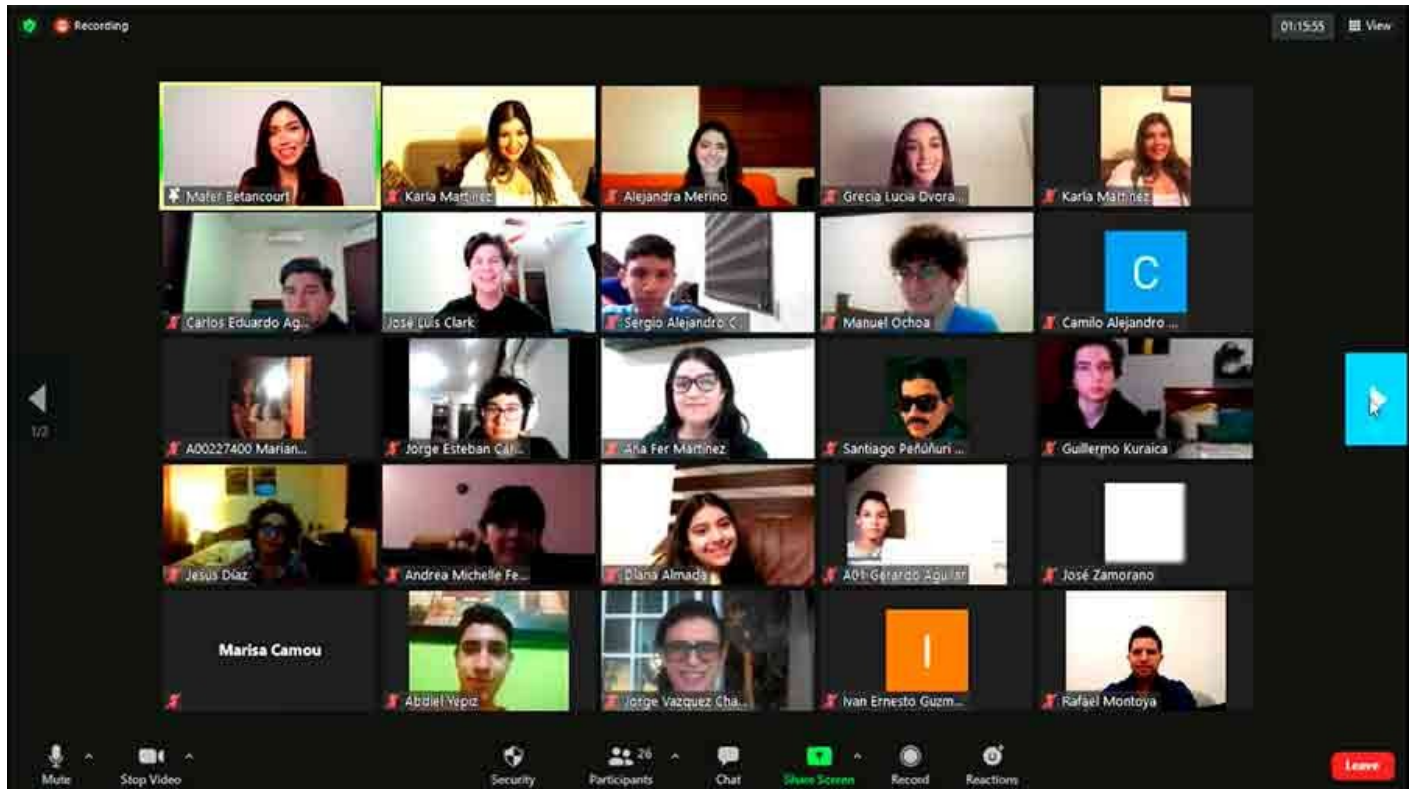 Recording
01:15:55 View
Mafer Betancourt
Karla Martinez
Alejandra Merino
Grecia Lucia Dvora...
Karla Martinez
Carlos Eduardo Ag...
José Luis Clark
Sergio Alejandro C...
Manuel Ochoa
C
Camilo Alejandro ...
1/2
A00227400 Marian...
Jorge Esteban Cal...
Ana Fer Martinez
Santiago Peñúñuri ...
Guillermo Kuraica
Jesús Díaz
Andrea Michelle Fe...
Diana Almada
A01 Gerardo Aguilar
José Zamorano
Marisa Camou
Abdiel Yepiz
Jorge Vazquez Cha...
I
Ivan Ernesto Guzm...
Rafael Montoya
Mute
Stop Video
Security
26
Participants
Chat
Share Screen
Record
Reactions
Leave